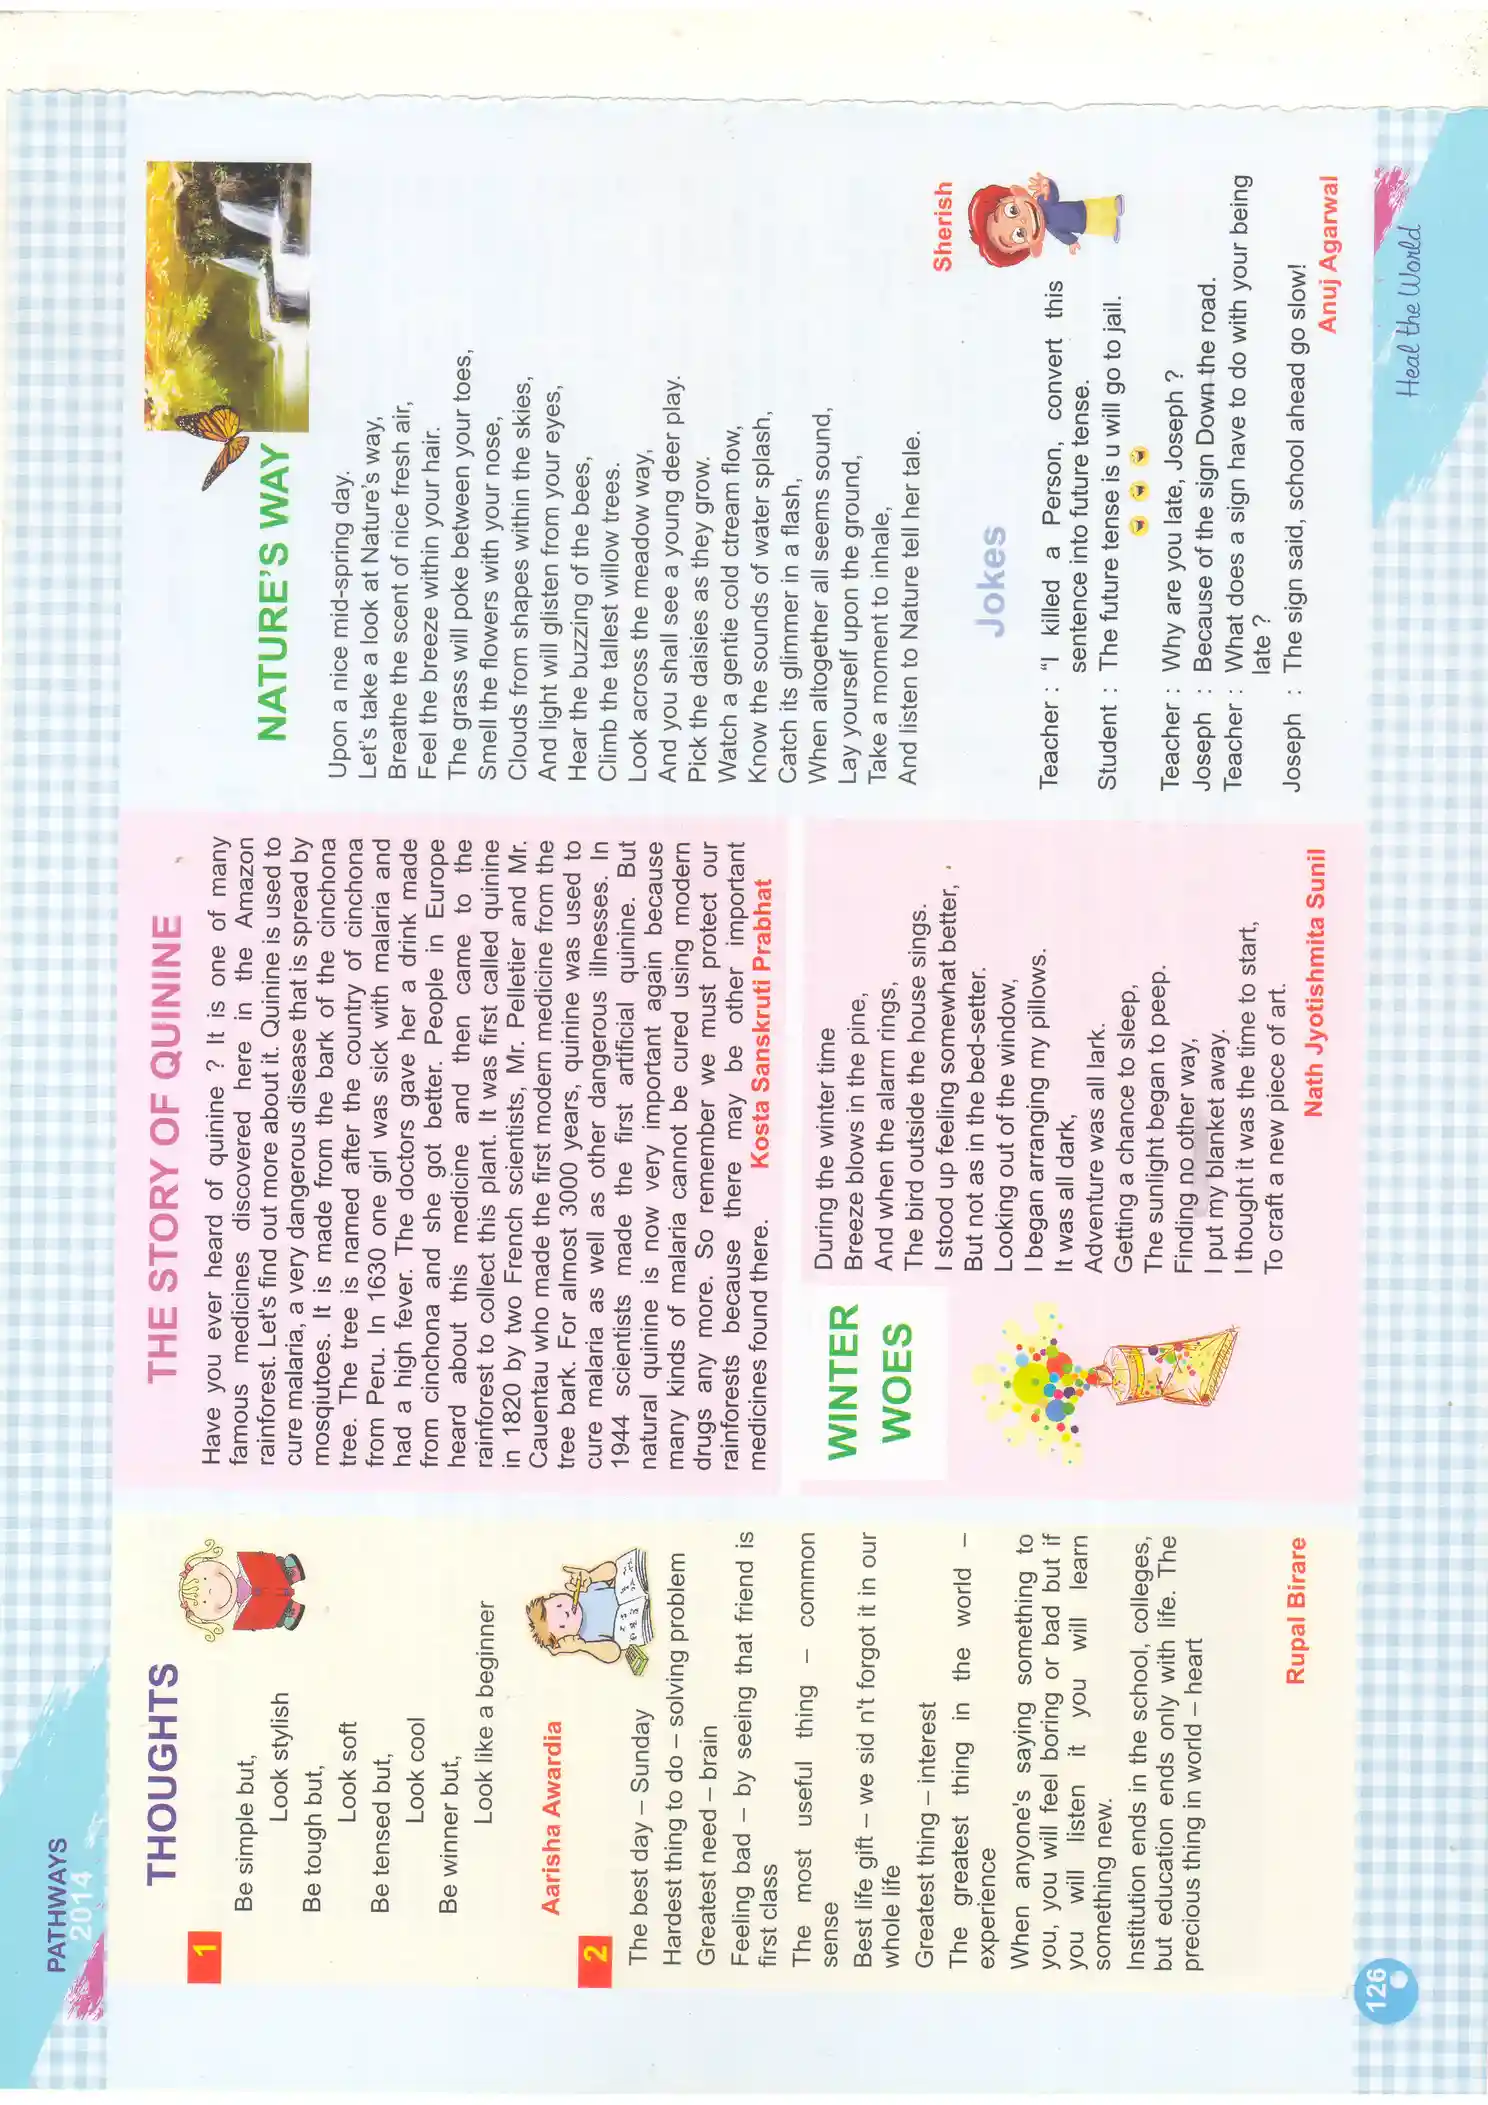 PATHWAYS
2014
THOUGHTS
1
Be simple but,
Look stylish
Be tough but,
Look soft
Be tensed but,
Look cool
Be winner but,
Look like a beginner
Aarisha Awardia
2
The best day – Sunday
Hardest thing to do – solving problem
Greatest need – brain
Feeling bad – by seeing that friend is
first class
The most useful thing – common
sense
Best life gift – we sid n't forgot it in our
whole life
Greatest thing – interest
The greatest thing in the world –
experience
When anyone's saying something to
you, you will feel boring or bad but if
you will listen it you will learn
something new.
Institution ends in the school, colleges,
but education ends only with life. The
precious thing in world – heart
Rupal Birare
THE STORY OF QUININE
Have you ever heard of quinine ? It is one of many
famous medicines discovered here in the Amazon
rainforest. Let's find out more about it. Quinine is used to
cure malaria, a very dangerous disease that is spread by
mosqiutoes. It is made from the bark of the cinchona
tree. The tree is named after the country of cinchona
from Peru. In 1630 one girl was sick with malaria and
had a high fever. The doctors gave her a drink made
from cinchona and she got better. People in Europe
heard about this medicine and then came to the
rainforest to collect this plant. It was first called quinine
in 1820 by two French scientists, Mr. Pelletier and Mr.
Cauentau who made the first modern medicine from the
tree bark. For almost 3000 years, quinine was used to
cure malaria as well as other dangerous illnesses. In
1944 scientists made the first artificial quinine. But
natural quinine is now very important again because
many kinds of malaria cannot be cured using modern
drugs any more. So remember we must protect our
rainforests because there may be other important
medicines found there.
Kosta Sanskruti Prabhat
WINTER
WOES
During the winter time
Breeze blows in the pine,
And when the alarm rings,
The bird outside the house sings.
I stood up feeling somewhat better,
But not as in the bed-setter.
Looking out of the window,
I began arranging my pillows.
It was all dark,
Adventure was all lark.
Getting a chance to sleep,
The sunlight began to peep.
Finding no other way,
I put my blanket away.
I thought it was the time to start,
To craft a new piece of art.
Nath Jyotishmita Sunil
NATURE'S WAY
Upon a nice mid-spring day.
Let's take a look at Nature's way,
Breathe the scent of nice fresh air,
Feel the breeze within your hair.
The grass will poke between your toes,
Smell the flowers with your nose,
Clouds from shapes within the skies,
And light will glisten from your eyes,
Hear the buzzing of the bees,
Climb the tallest willow trees.
Look across the meadow way,
And you shall see a young deer play.
Pick the daisies as they grow.
Watch a gentie cold ctream flow,
Know the sounds of water splash,
Catch its glimmer in a flash,
When altogether all seems sound,
Lay yourself upon the ground,
Take a moment to inhale,
And listen to Nature tell her tale.
Sherish
Jokes
Teacher : "I killed a Person, convert this
sentence into future tense.
Student : The future tense is u will go to jail.
Teacher : Why are you late, Joseph ?
Joseph : Because of the sign Down the road.
Teacher : What does a sign have to do with your being
late ?
Joseph : The sign said, school ahead go slow!
Anuj Agarwal
126
Heal the World